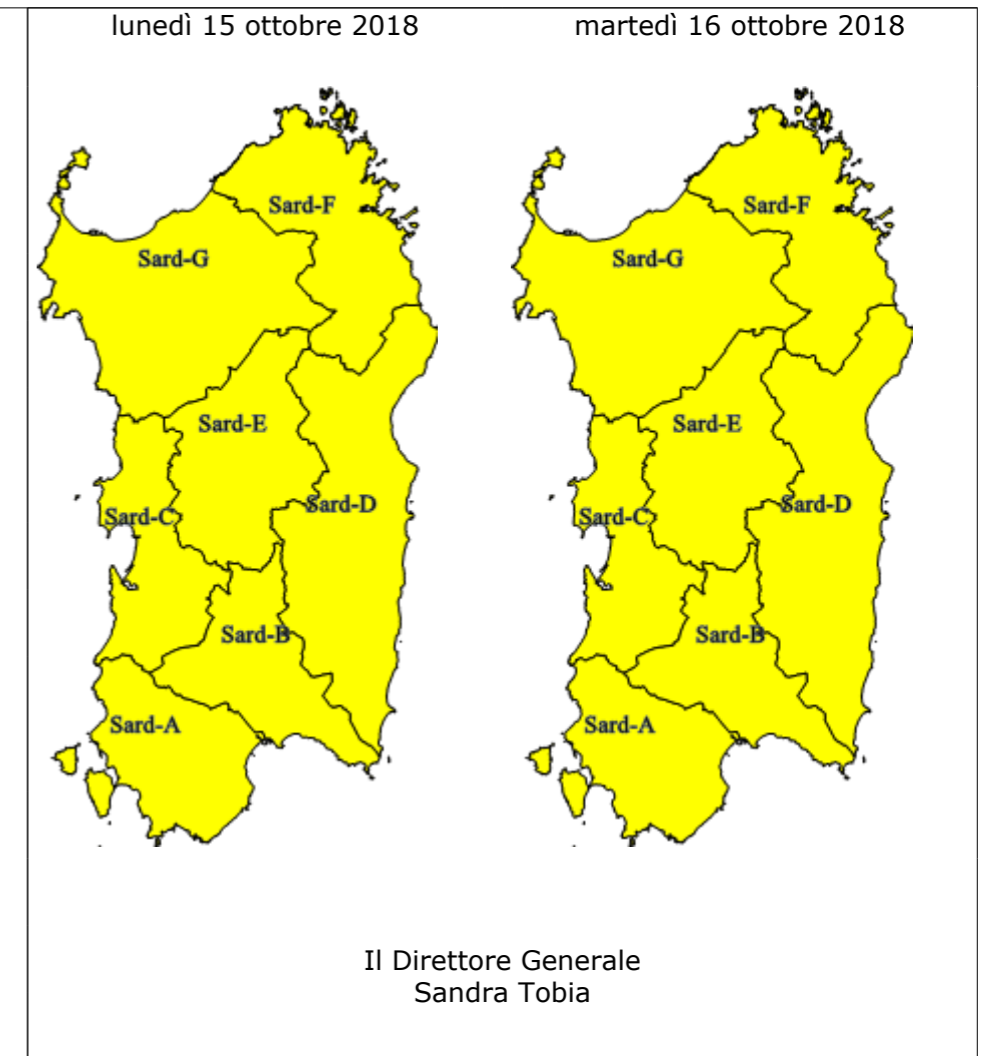 lunedì 15 ottobre 2018
martedì 16 ottobre 2018
Sard-F
Sard-G
Sard-E
Sard-D
Sard-C
Sard-B
Sard-A
Sard-F
Sard-G
Sard-E
Sard-D
Sard-C
Sard-B
Sard-A
Il Direttore Generale
Sandra Tobia